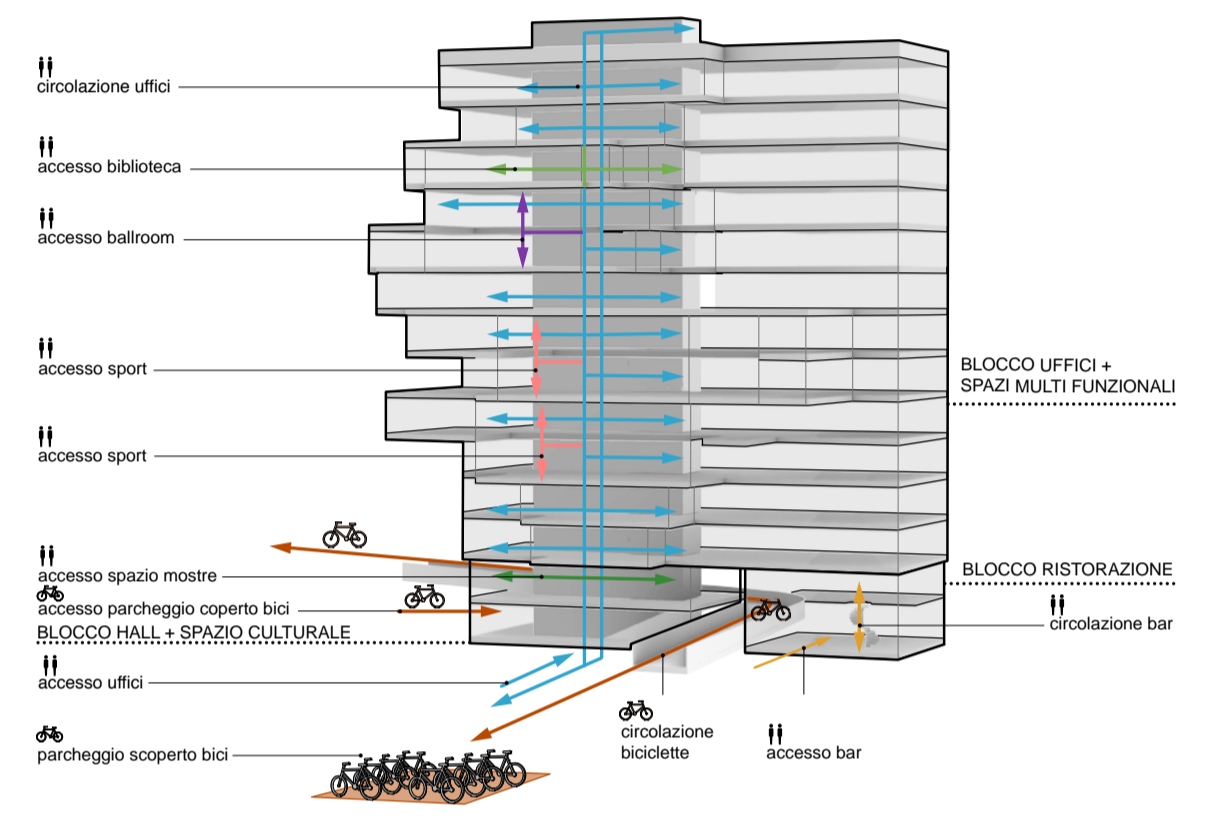 circolazione uffici
accesso biblioteca
accesso ballroom
accesso sport
BLOCCO UFFICI +
SPAZI MULTI FUNZIONALI
accesso sport
BLOCCO RISTORAZIONE
accesso spazio mostre
accesso parcheggio coperto bici
circolazione bar
BLOCCO HALL + SPAZIO CULTURALE
accesso uffici
circolazione
biciclette
accesso bar
parcheggio scoperto bici